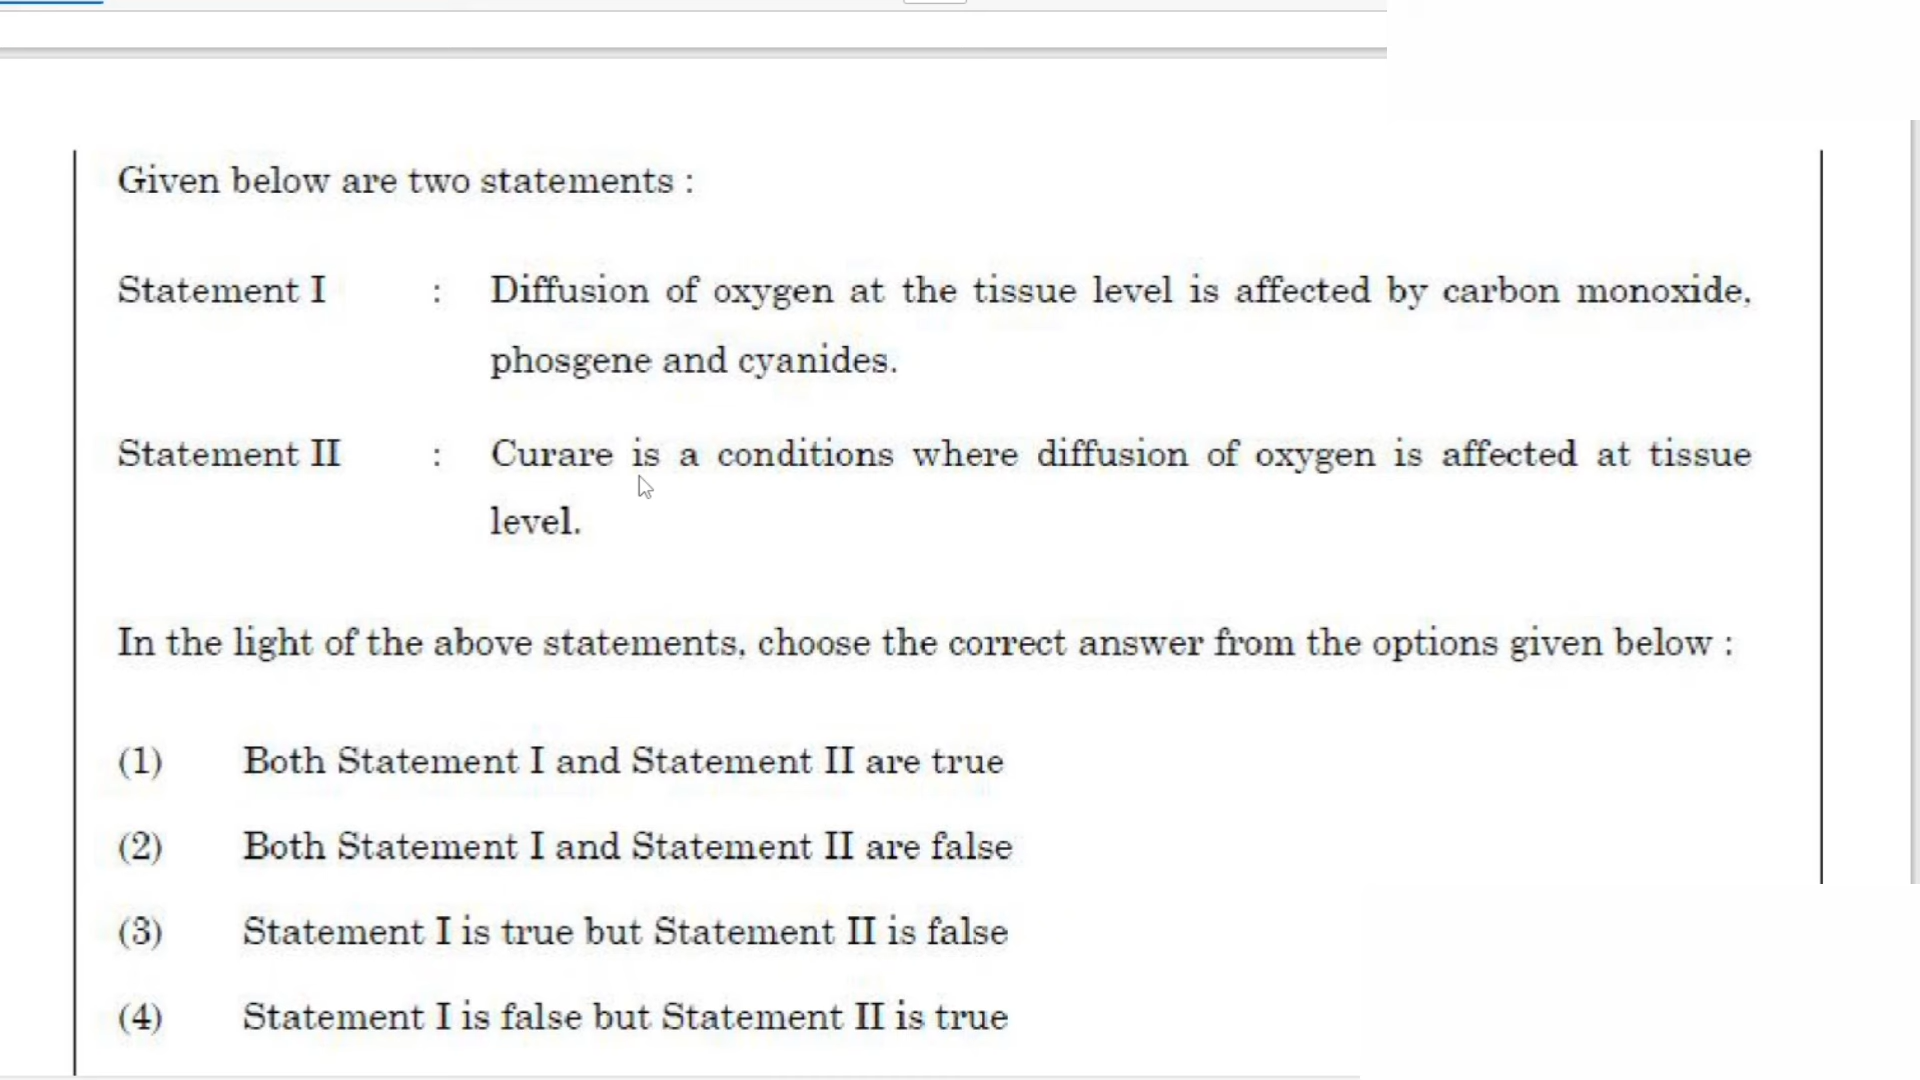 Given below are two statements :
Statement I : Diffusion of oxygen at the tissue level is affected by carbon monoxide,
phosgene and cyanides.
Statement II : Curare is a conditions where diffusion of oxygen is affected at tissue
level.
In the light of the above statements, choose the correct answer from the options given below :
(1) Both Statement I and Statement II are true
(2) Both Statement I and Statement II are false
(3) Statement I is true but Statement II is false
(4) Statement I is false but Statement II is true